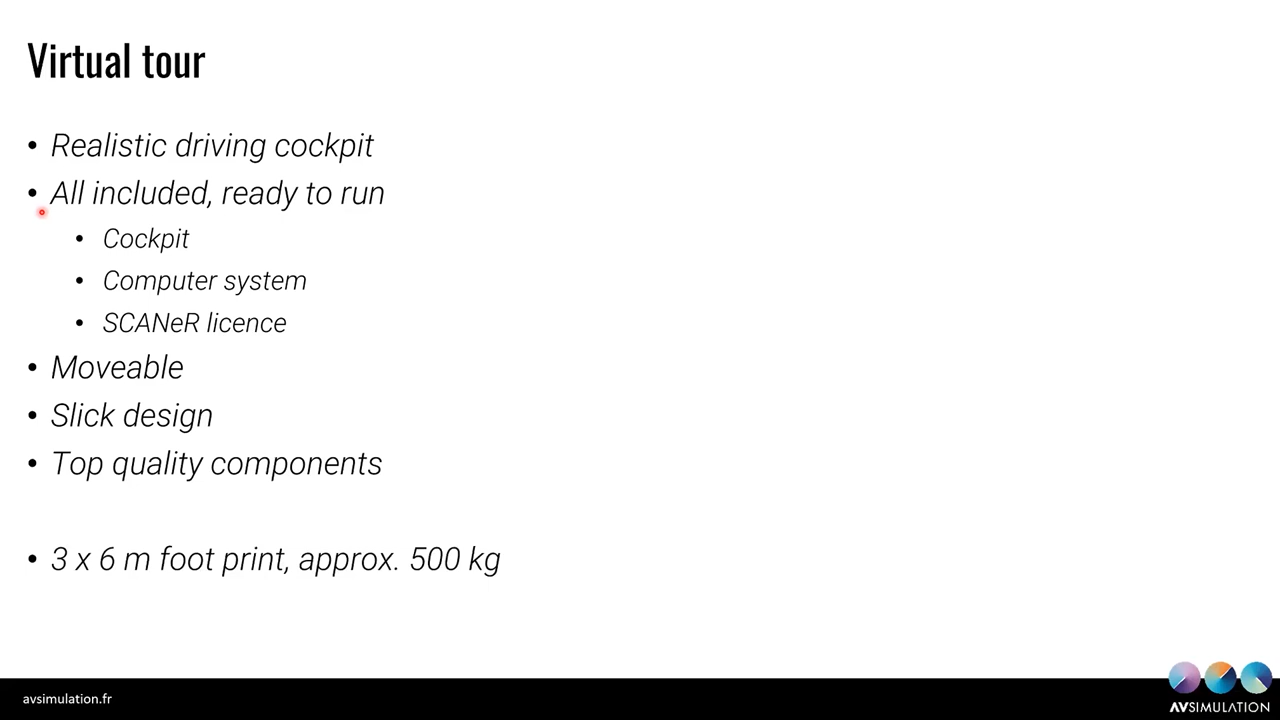 Virtual tour
• Realistic driving cockpit
• All included, ready to run
• Cockpit
• Computer system
• SCANeR licence
• Moveable
• Slick design
• Top quality components
• 3 x 6 m foot print, approx. 500 kg
avsimulation.fr
AVSIMULATION